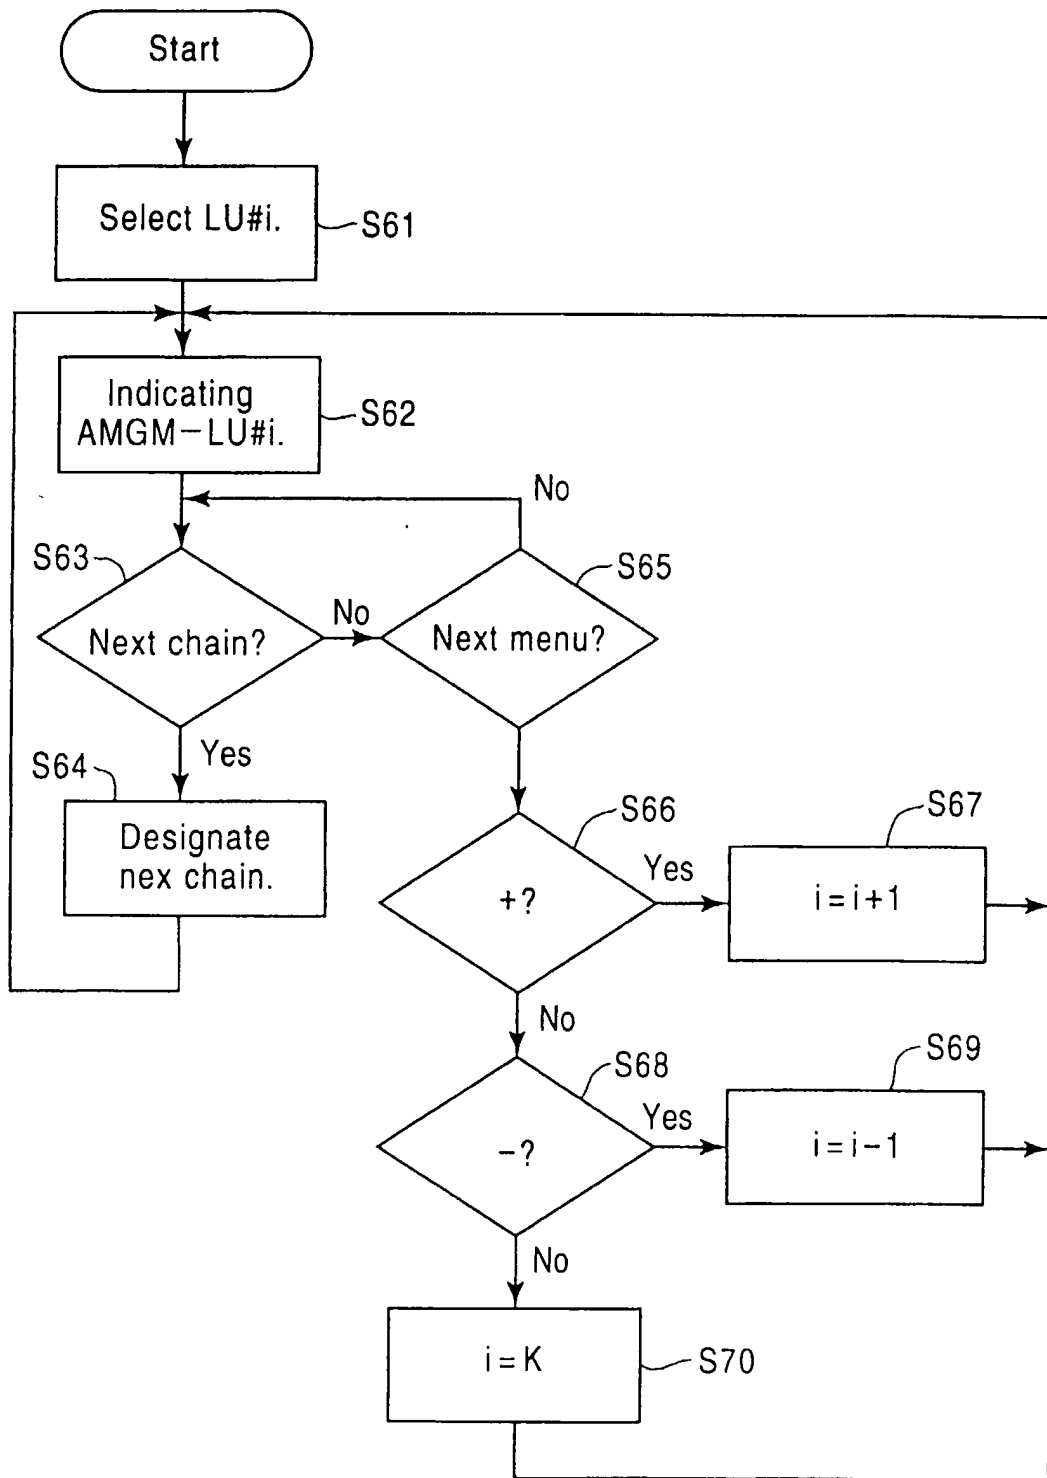 Start
Select LU#i.
S61
Indicating
AMGM-LU#i.
S62
No
S63
Next chain?
No
S65
Next menu?
Yes
S64
Designate
nex chain.
S66
+?
Yes
S67
i=i+1
No
S68
-?
Yes
S69
i=i-1
No
i=K
S70